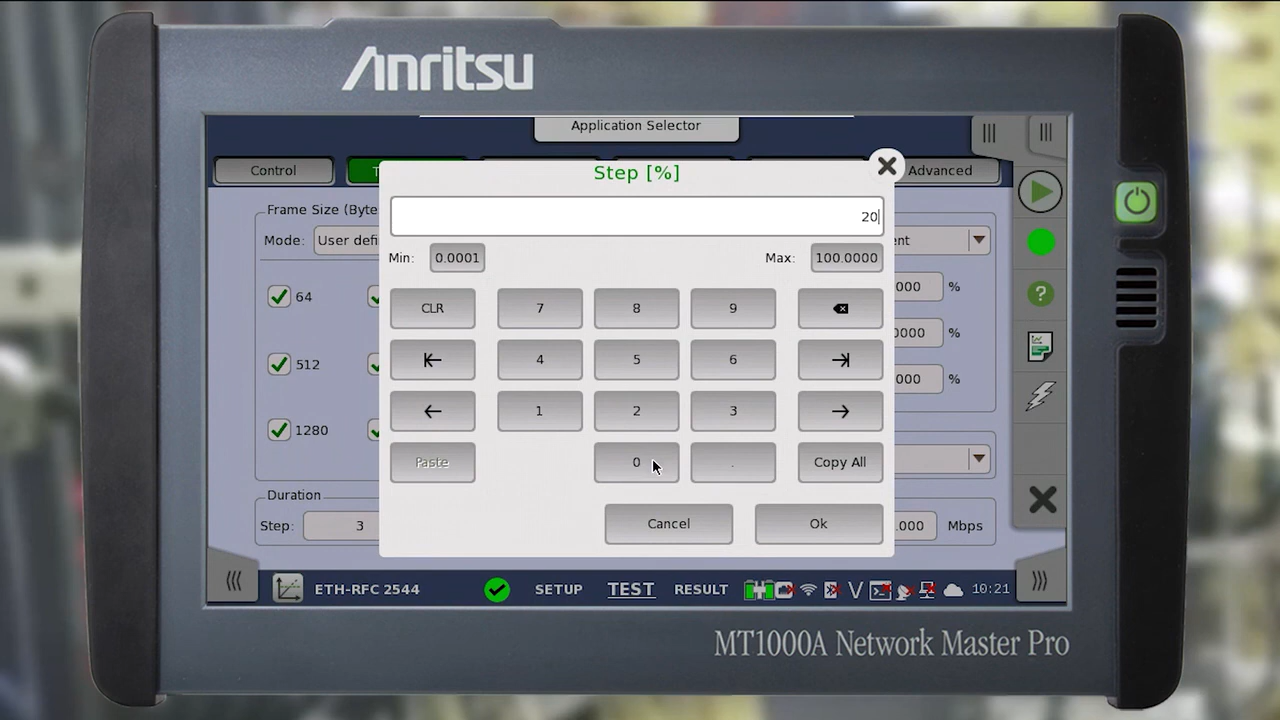 Anritsu
Application Selector
Control
Advanced
Step [%]
20
Min: 0.0001
Max: 100.0000
CLR 7 8 9
4 5 6
1 2 3
Paste 0 . Copy All
Cancel Ok
Frame Size (Byte
Mode: User defi
64
512
1280
%
%
%
Duration
Step: 3
Mbps
ETH-RFC 2544
SETUP TEST RESULT
10:21
MT1000A Network Master Pro